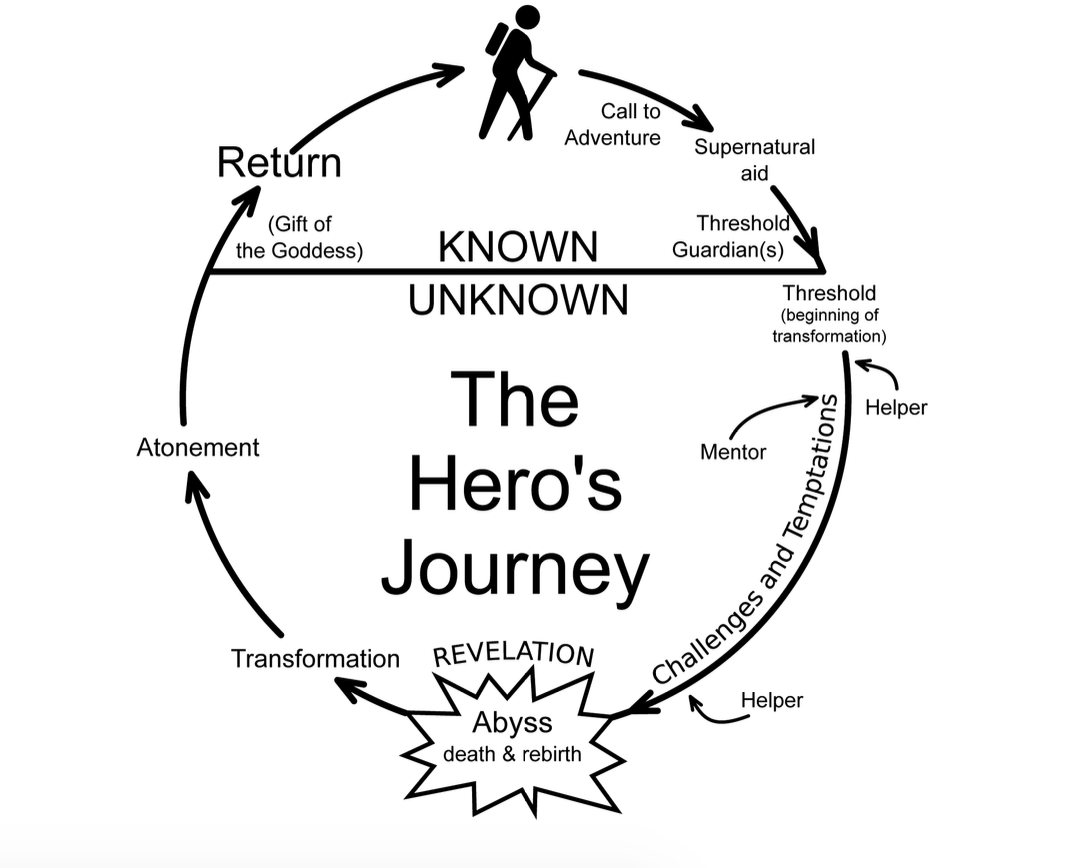 Call to
Adventure
Supernatural
aid
Threshold
Guardian(s)
Return
(Gift of
the Goddess)
KNOWN
UNKNOWN
Threshold
(beginning of
transformation)
Helper
Mentor
Challenges and Temptations
Helper
The
Hero's
Journey
REVELATION
Abyss
death & rebirth
Transformation
Atonement